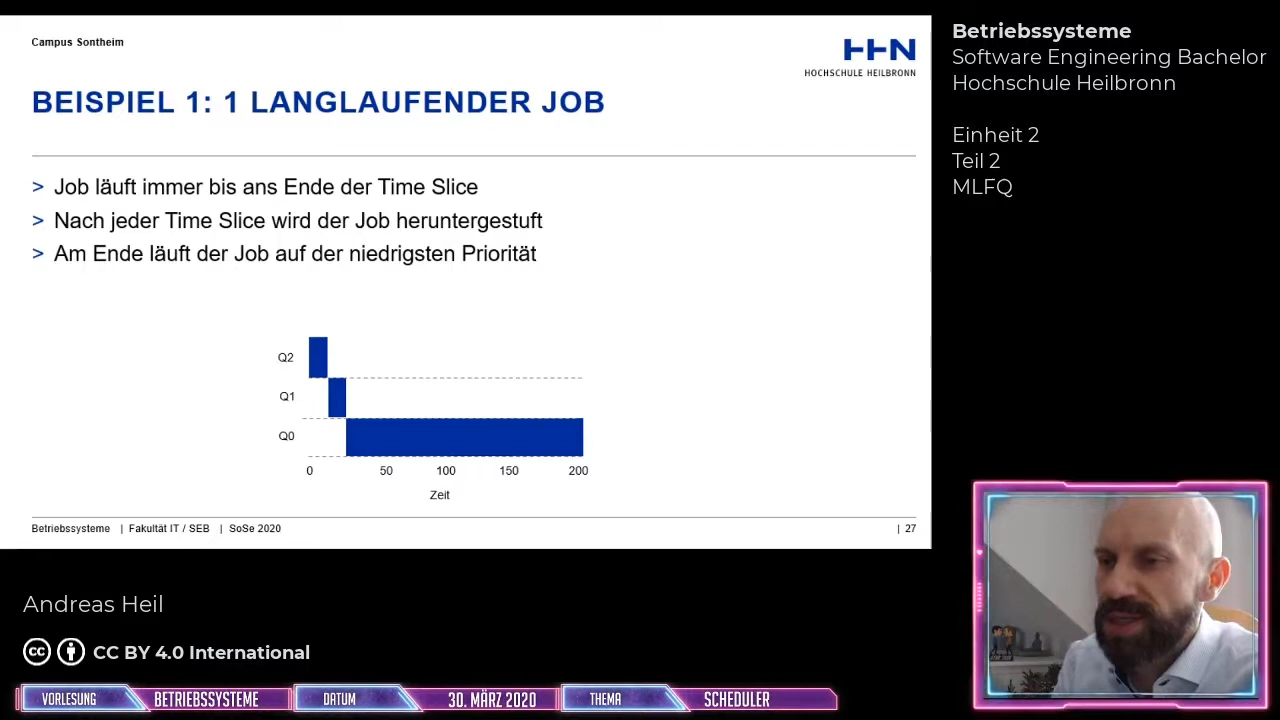 Campus Sontheim
HHN
HOCHSCHULE HEILBRONN
BEISPIEL 1: 1 LANGLAUFENDER JOB
> Job läuft immer bis ans Ende der Time Slice
> Nach jeder Time Slice wird der Job heruntergestuft
> Am Ende läuft der Job auf der niedrigsten Priorität
Q2
Q1
Q0
0 50 100 150 200
Zeit
Betriebssysteme | Fakultät IT / SEB | SoSe 2020 | 27
Betriebssysteme
Software Engineering Bachelor
Hochschule Heilbronn
Einheit 2
Teil 2
MLFQ
Andreas Heil
cc CC BY 4.0 International
VORLESUNG BETRIEBSSYSTEME DATUM 30. MÄRZ 2020 THEMA SCHEDULER